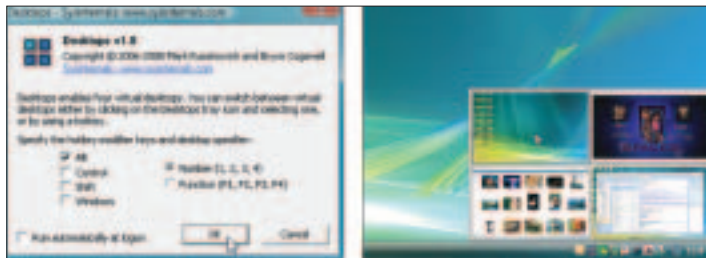 Desktops - Sysinternals: www.sysinternals.com
Desktops v1.0
Copyright © 2006-2008 Mark Russinovich and Bryce Cogswell
Sysinternals - www.sysinternals.com
Desktops enables four virtual desktops. You can switch between virtual
desktops either by clicking on the Desktops tray icon and selecting one,
or by using a hotkey.
Specify the hotkey modifier keys and desktop specifier:
Alt
Control
Shift
Windows
Number (1, 2, 3, 4)
Function (F1, F2, F3, F4)
Run automatically at logon
OK
Cancel